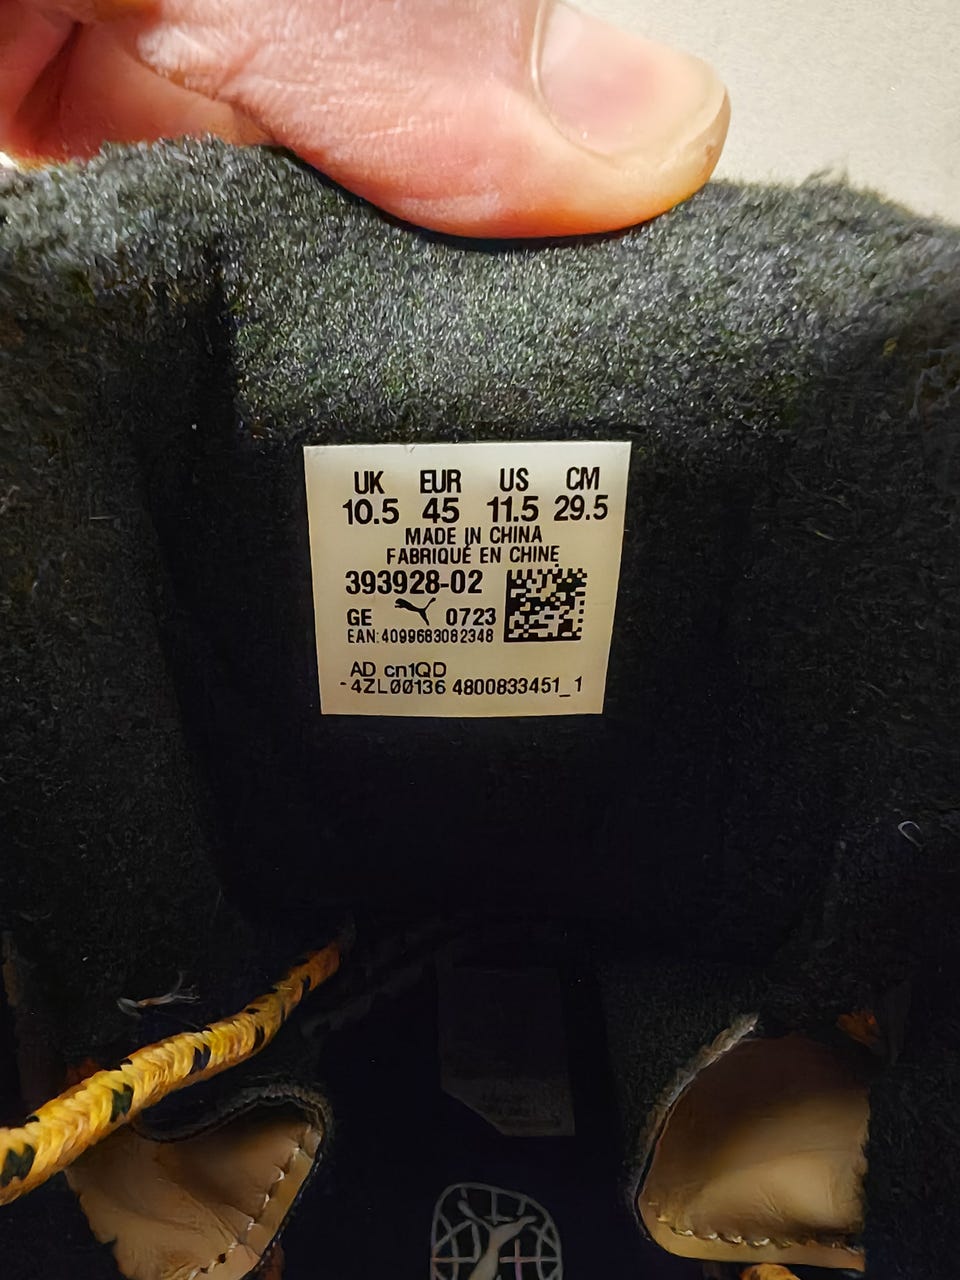 UK EUR US CM
10.5 45 11.5 29.5
MADE IN CHINA
FABRIQUÉ EN CHINE
393928-02
GE 0723
EAN:4099683082348
AD cn1QD
-4ZL00136 4800833451_1